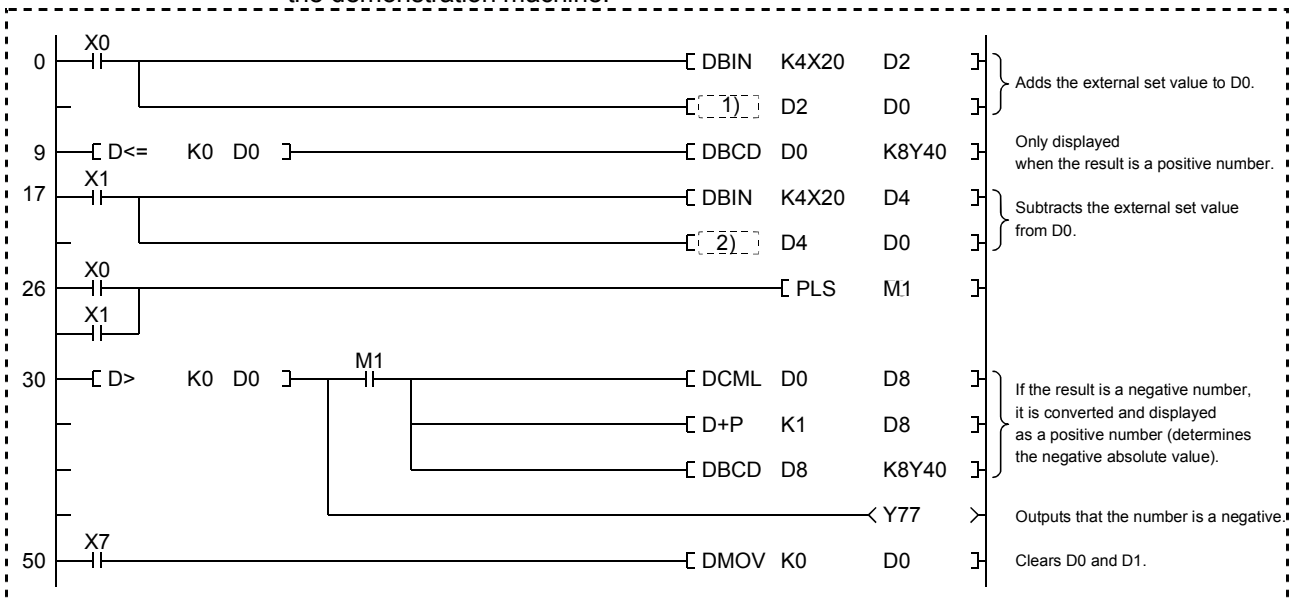 the demonstration machine.
X0
0 DBIN K4X20 D2
1) D2 D0
Adds the external set value to D0.
9 D<= K0 D0 DBCD D0 K8Y40
Only displayed
when the result is a positive number.
X1
17 DBIN K4X20 D4
2) D4 D0
Subtracts the external set value
from D0.
X0
26 PLS M1
X1
M1
30 D> K0 D0 DCML D0 D8
D+P K1 D8
DBCD D8 K8Y40
If the result is a negative number,
it is converted and displayed
as a positive number (determines
the negative absolute value).
Y77
Outputs that the number is a negative.
X7
50 DMOV K0 D0
Clears D0 and D1.